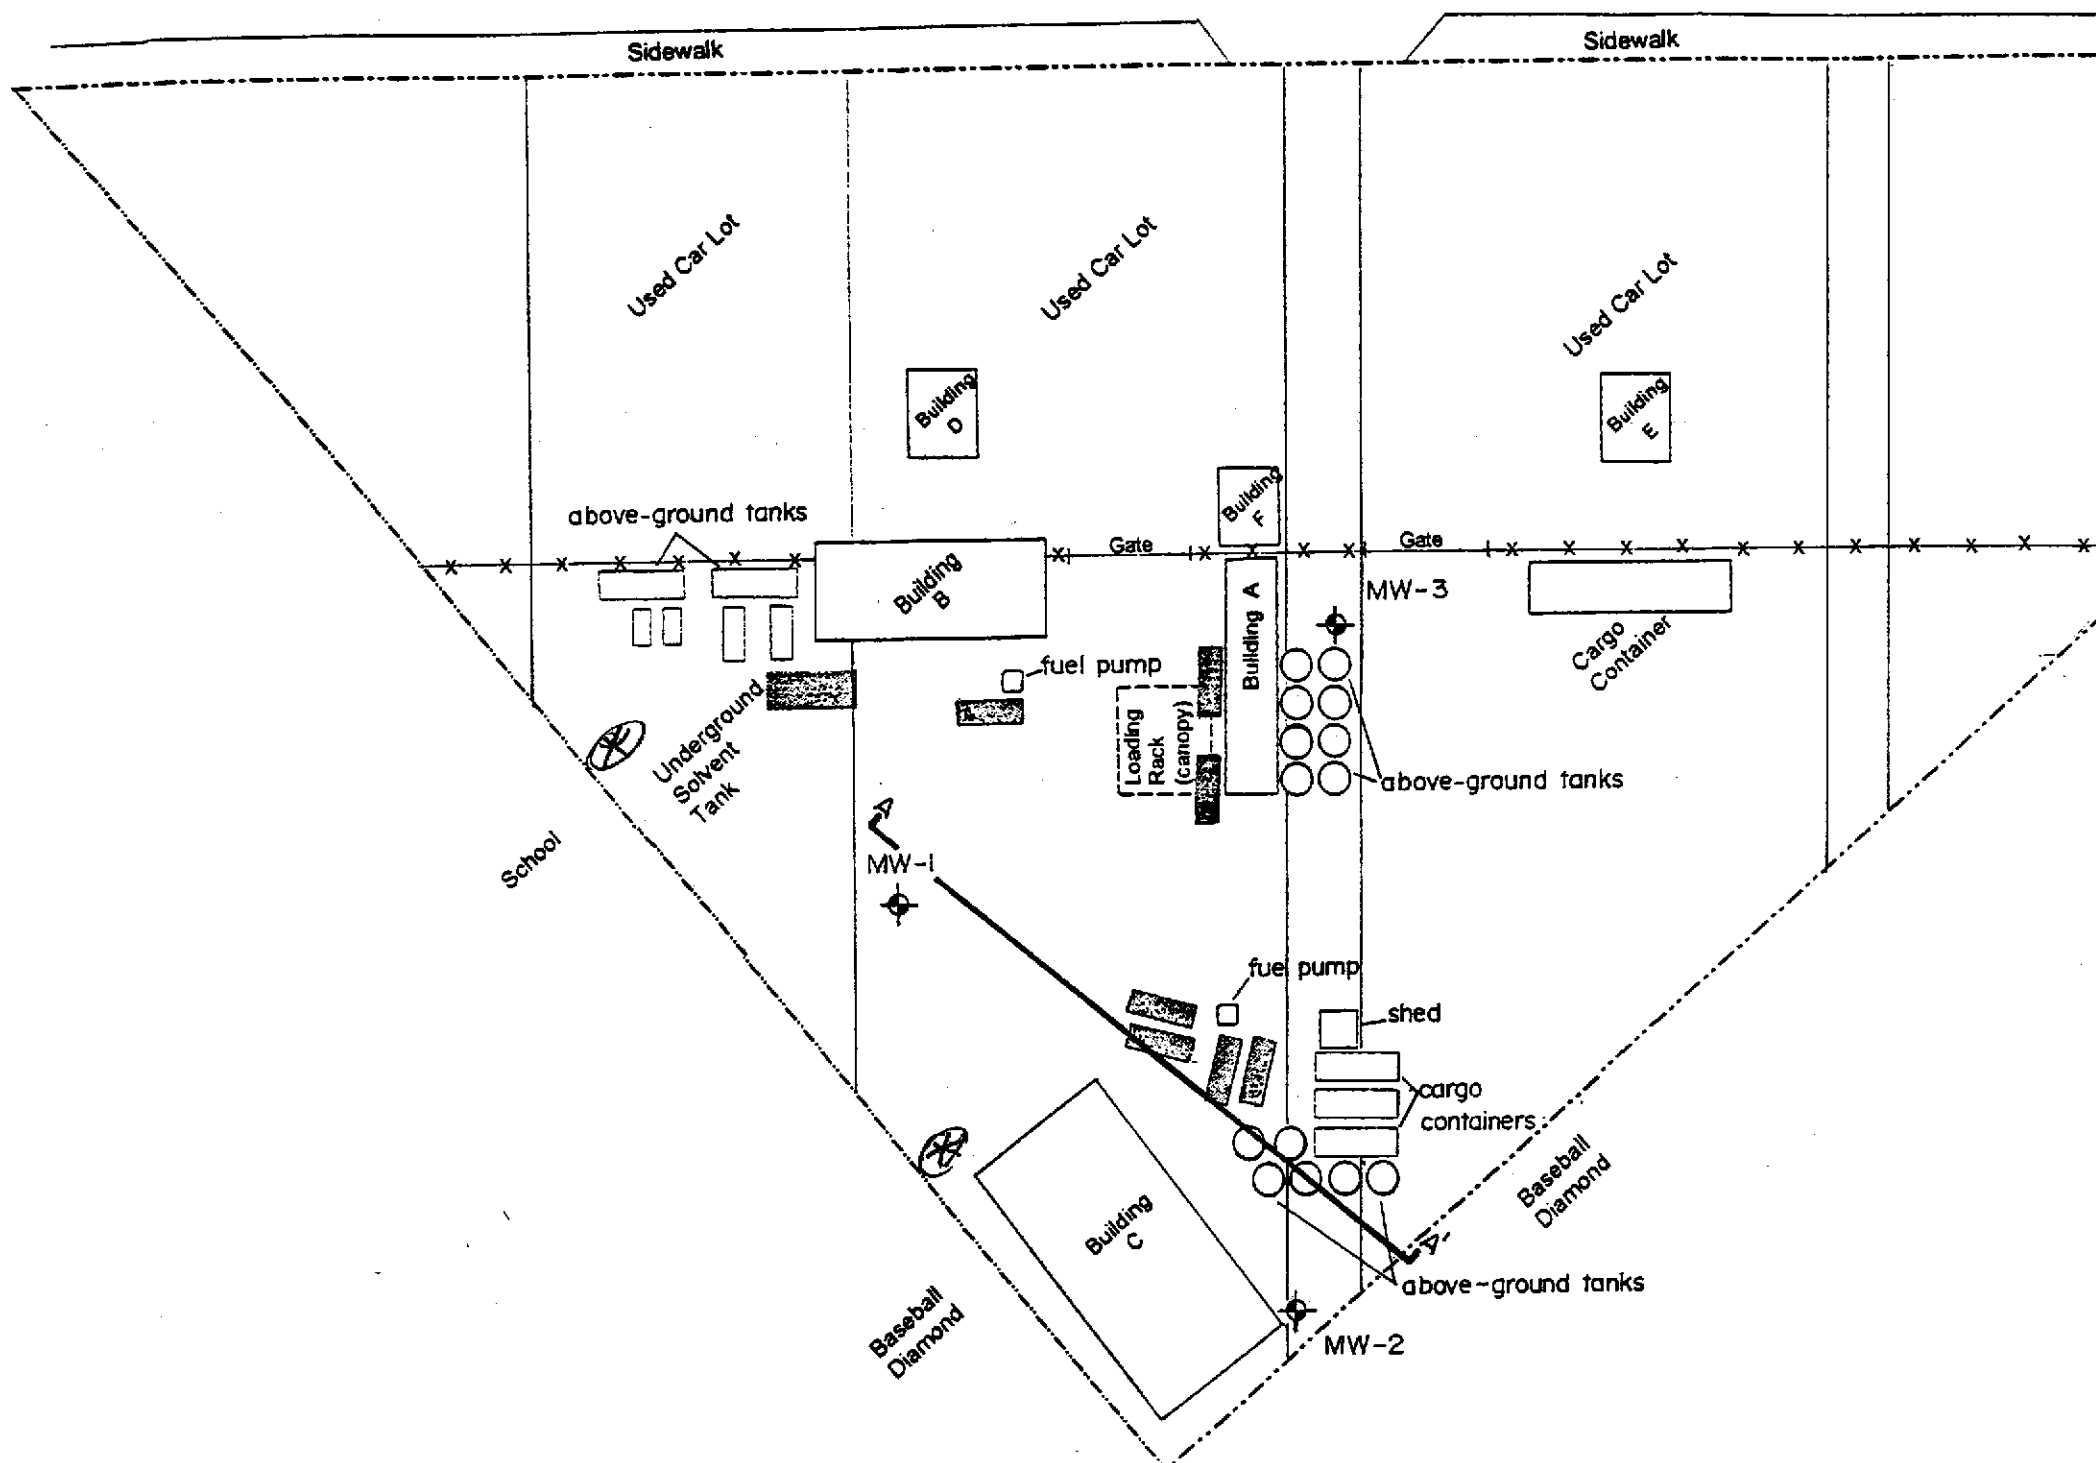 Sidewalk
Sidewalk
Used Car Lot
Used Car Lot
Used Car Lot
Building
D
Building
E
Building
F
above-ground tanks
Gate
Gate
Building
B
Building A
MW-3
Cargo
Container
fuel pump
Underground
Solvent
Tank
Loading
Rack
(canopy)
above-ground tanks
School
A
MW-1
fuel pump
shed
cargo
containers
Baseball
Diamond
Building
C
A'
above-ground tanks
Baseball
Diamond
MW-2